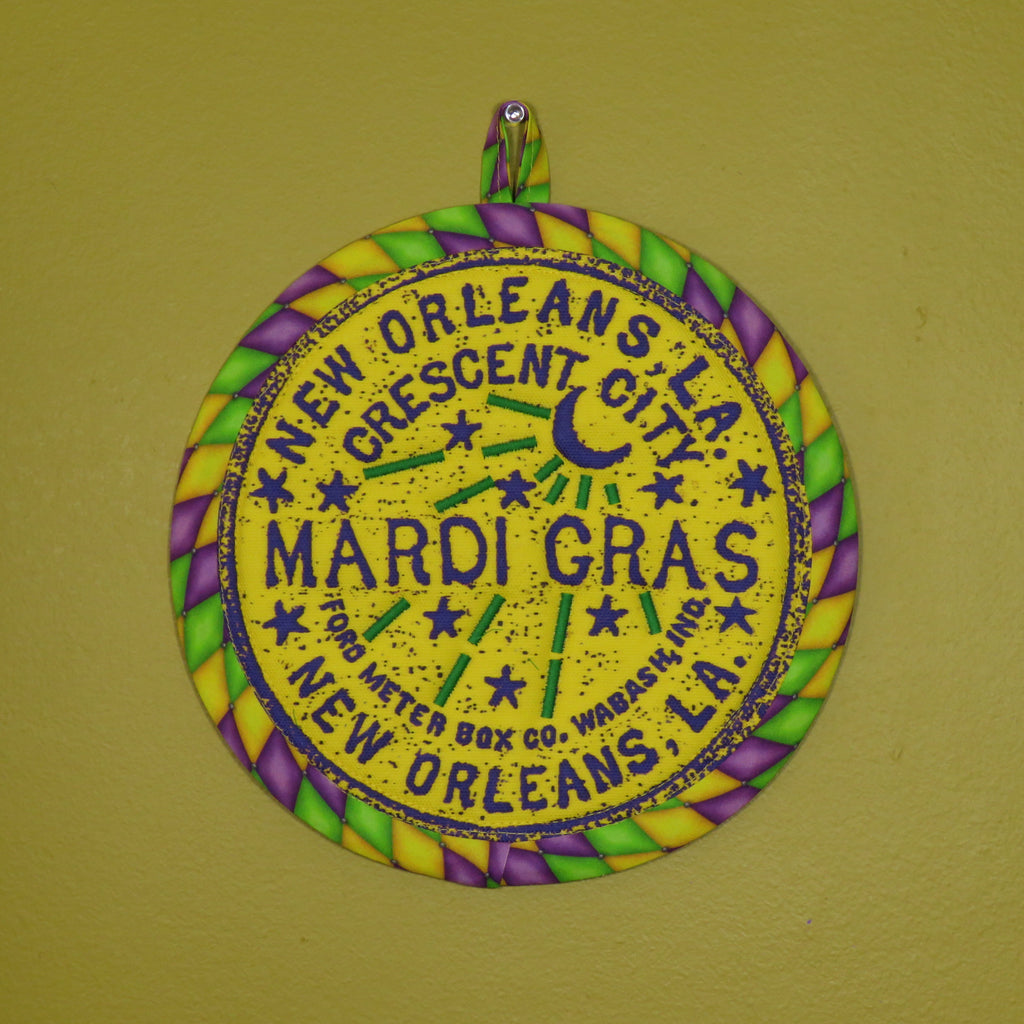 NEW ORLEANS, LA.
CRESCENT CITY
MARDI GRAS
FORD METER BOX CO. WABASH, IND.
NEW ORLEANS, LA.